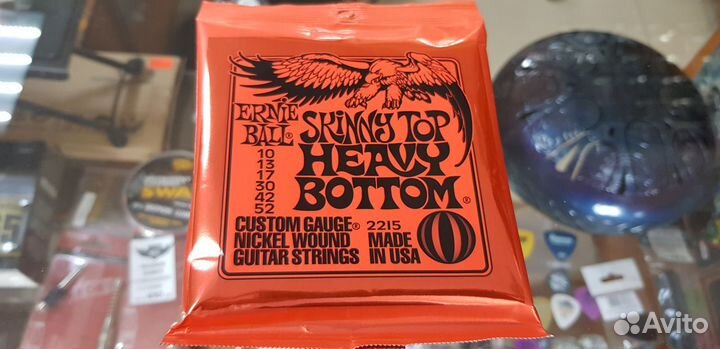 ERNIE
BALL®
SKINNY TOP
HEAVY
BOTTOM®
10
13
17
30
42
52
CUSTOM GAUGE® 2215
NICKEL WOUND MADE
GUITAR STRINGS IN USA
Avito